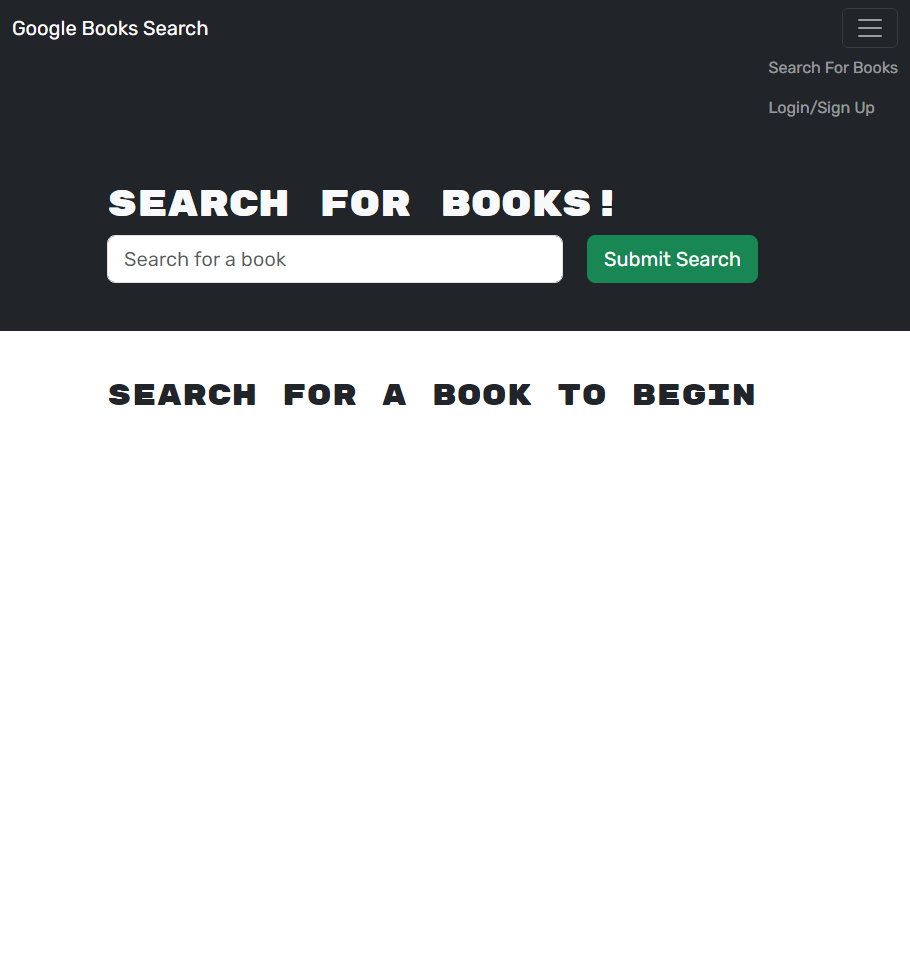 Google Books Search
Search For Books
Login/Sign Up
SEARCH FOR BOOKS!
Search for a book
Submit Search
SEARCH FOR A BOOK TO BEGIN